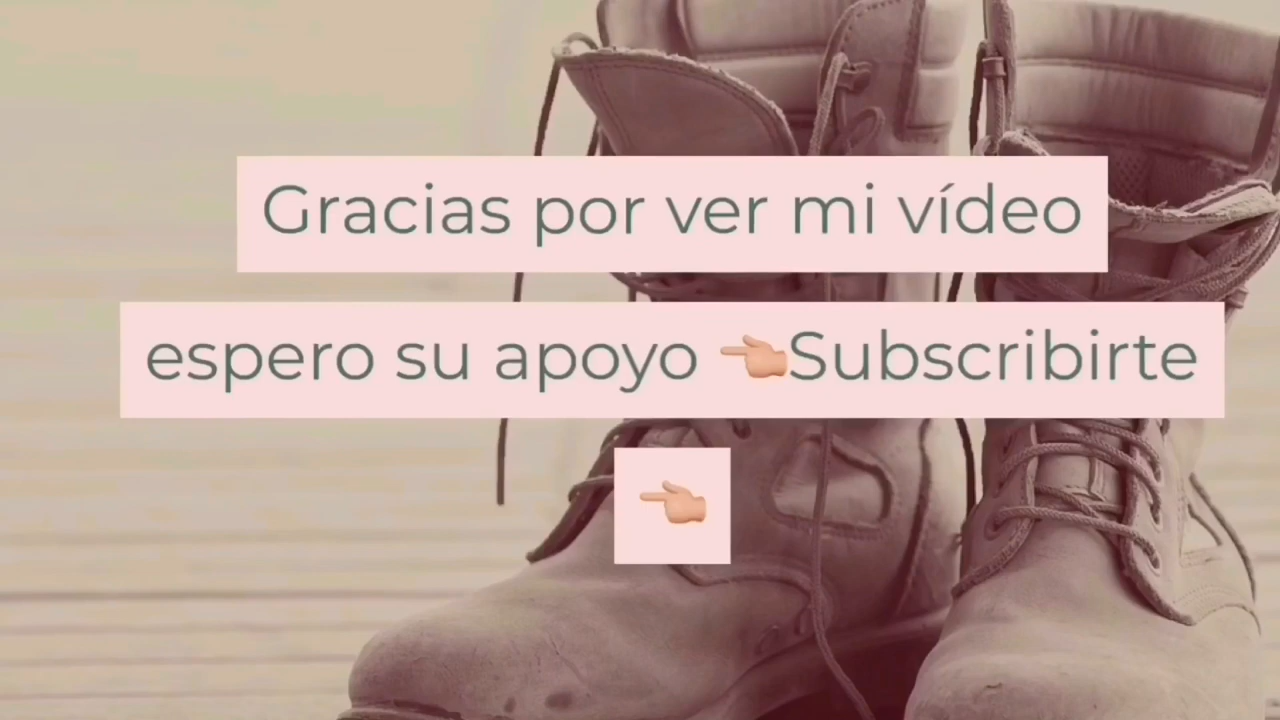 Gracias por ver mi vídeo
espero su apoyo 👈🏼Subscribirte
👈🏼